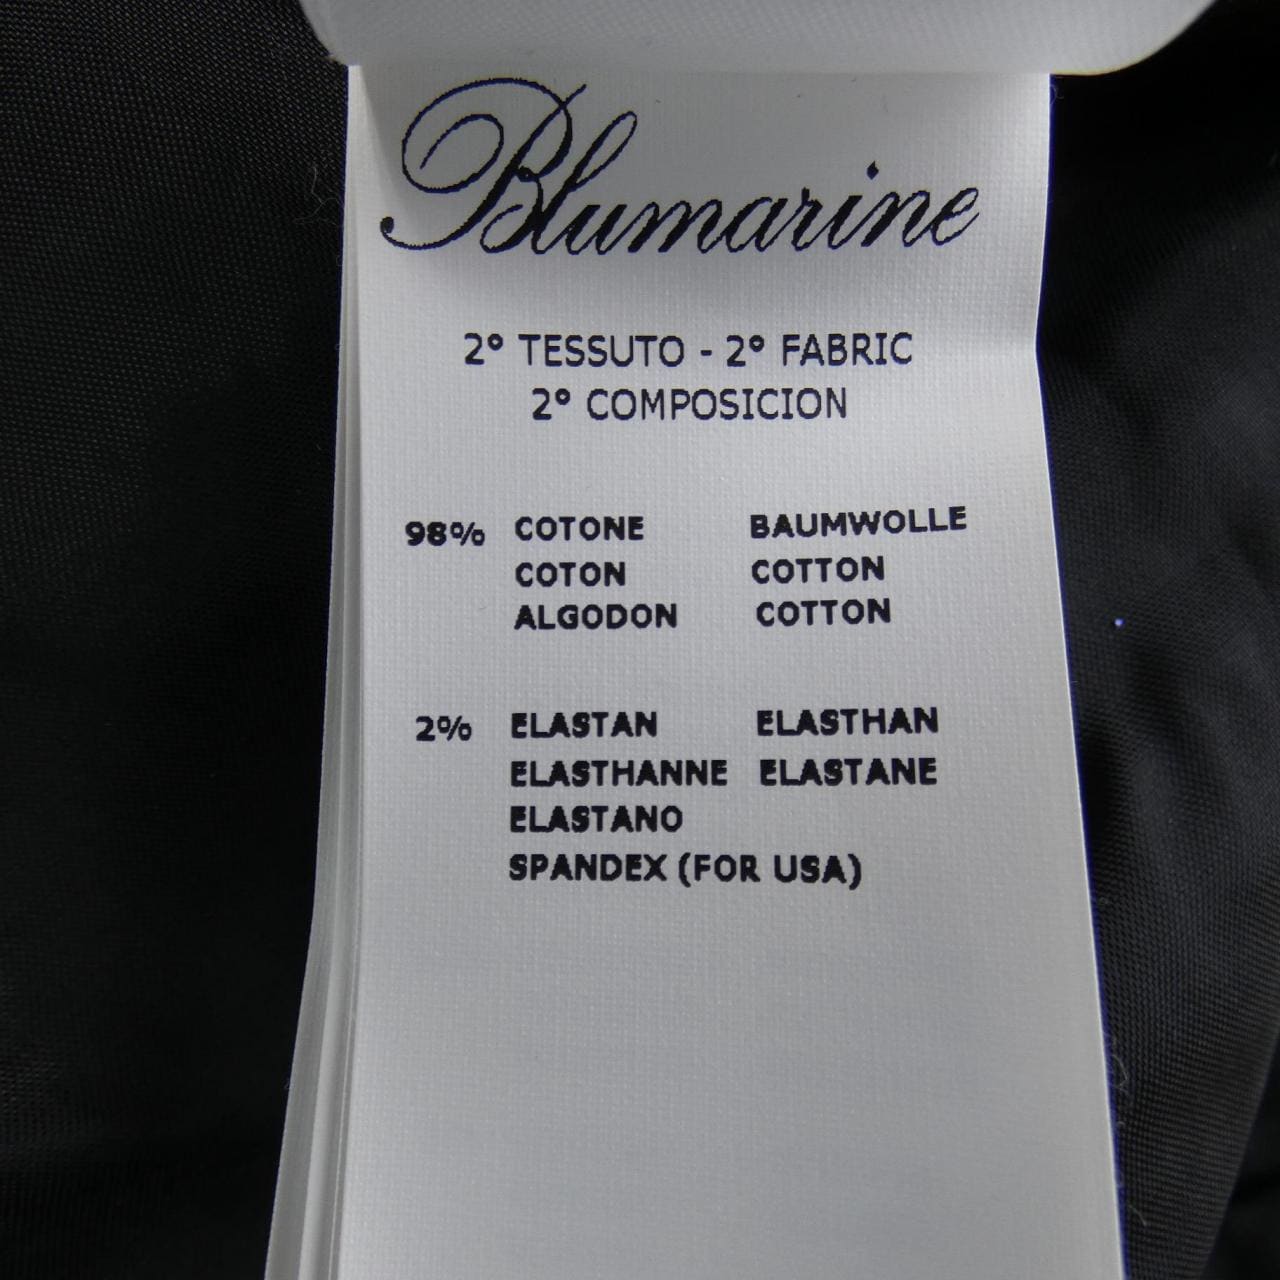 Blumarine
2° TESSUTO - 2° FABRIC
2° COMPOSICION
98% COTONE BAUMWOLLE
COTON COTTON
ALGODON COTTON
2% ELASTAN ELASTHAN
ELASTHANNE ELASTANE
ELASTANO
SPANDEX (FOR USA)